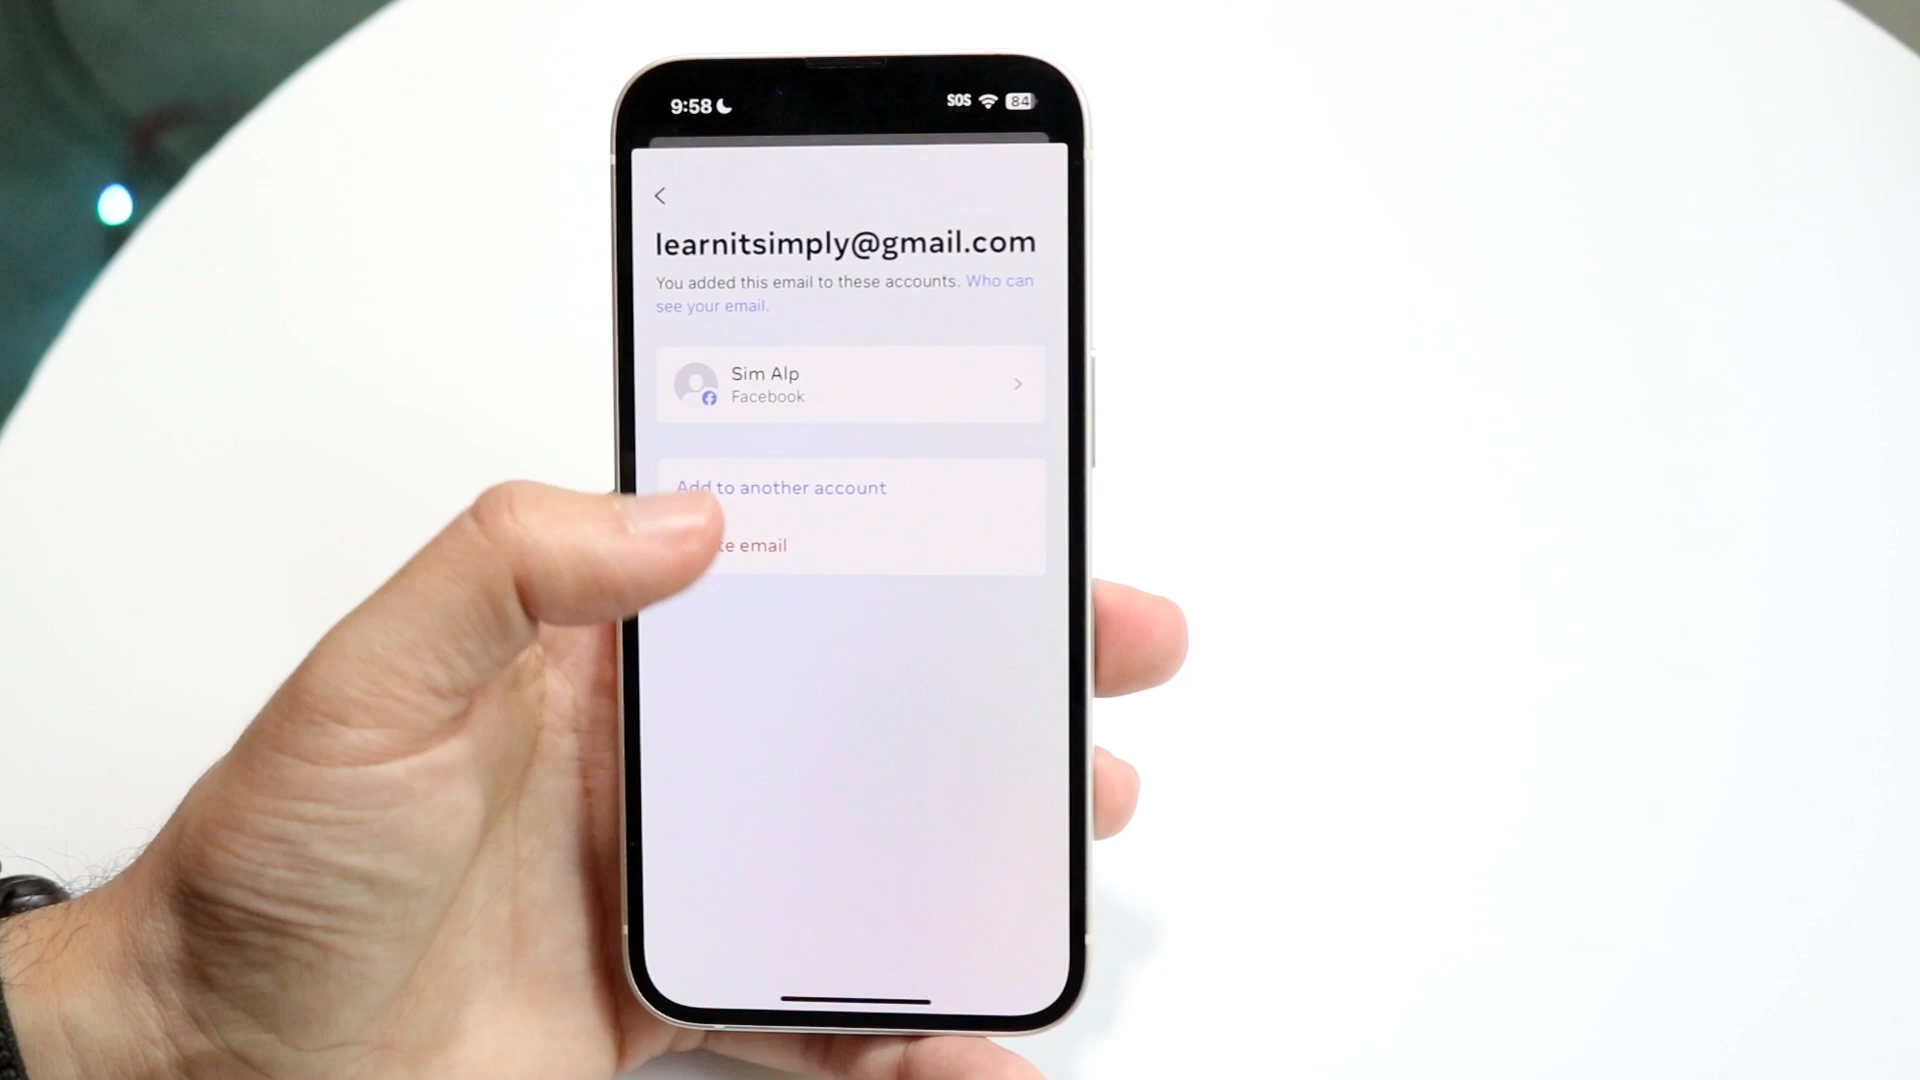 9:58
SOS 84
learnitsimply@gmail.com
You added this email to these accounts. Who can
see your email.
Sim Alp
Facebook
Add to another account
email